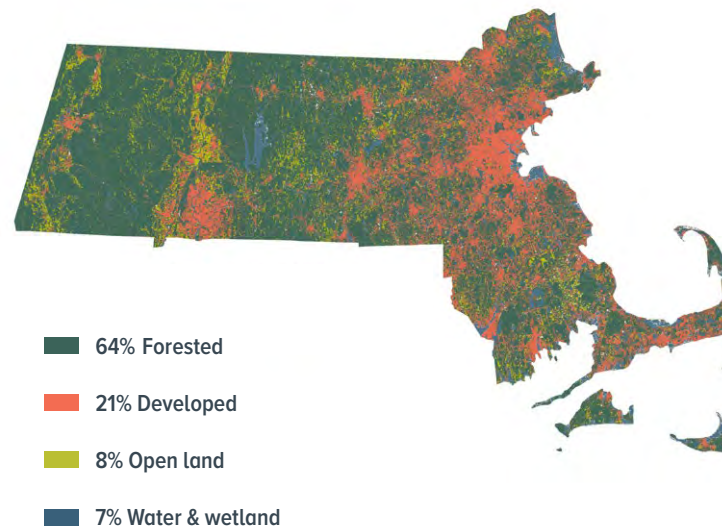 64% Forested
21% Developed
8% Open land
7% Water & wetland